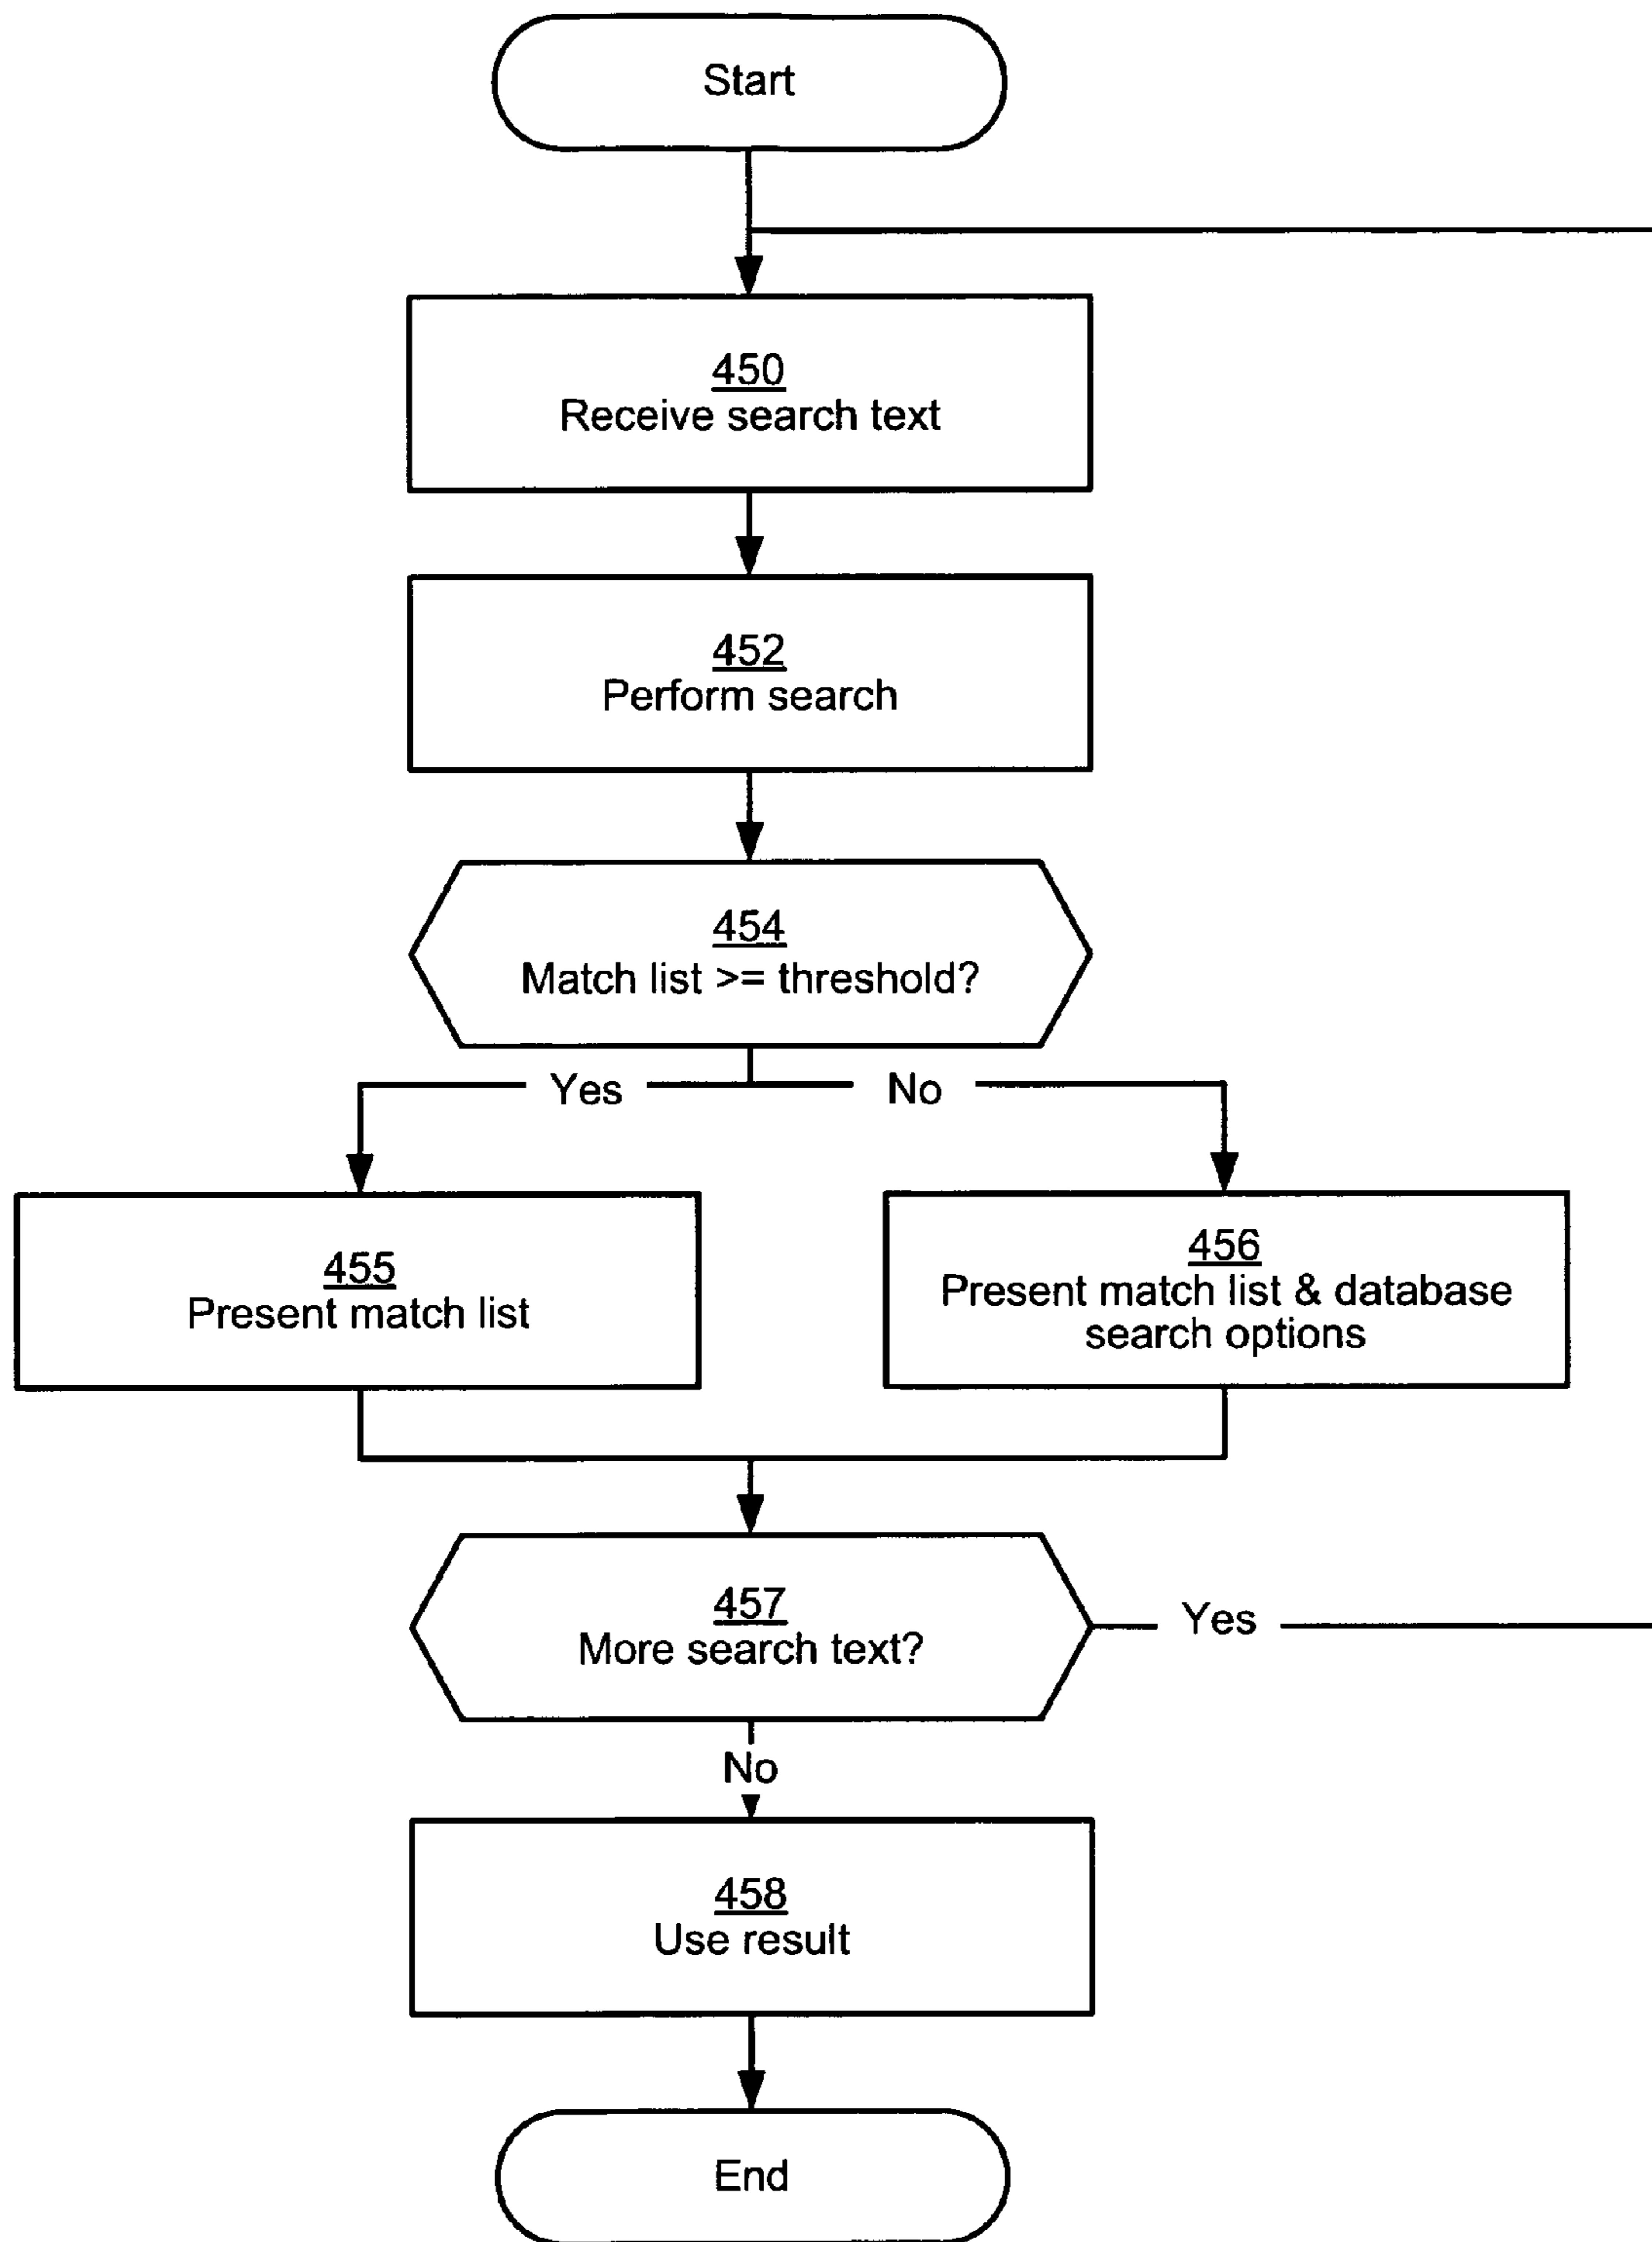 Start
450
Receive search text
452
Perform search
454
Match list >= threshold?
Yes
No
455
Present match list
456
Present match list & database
search options
457
More search text?
Yes
No
458
Use result
End